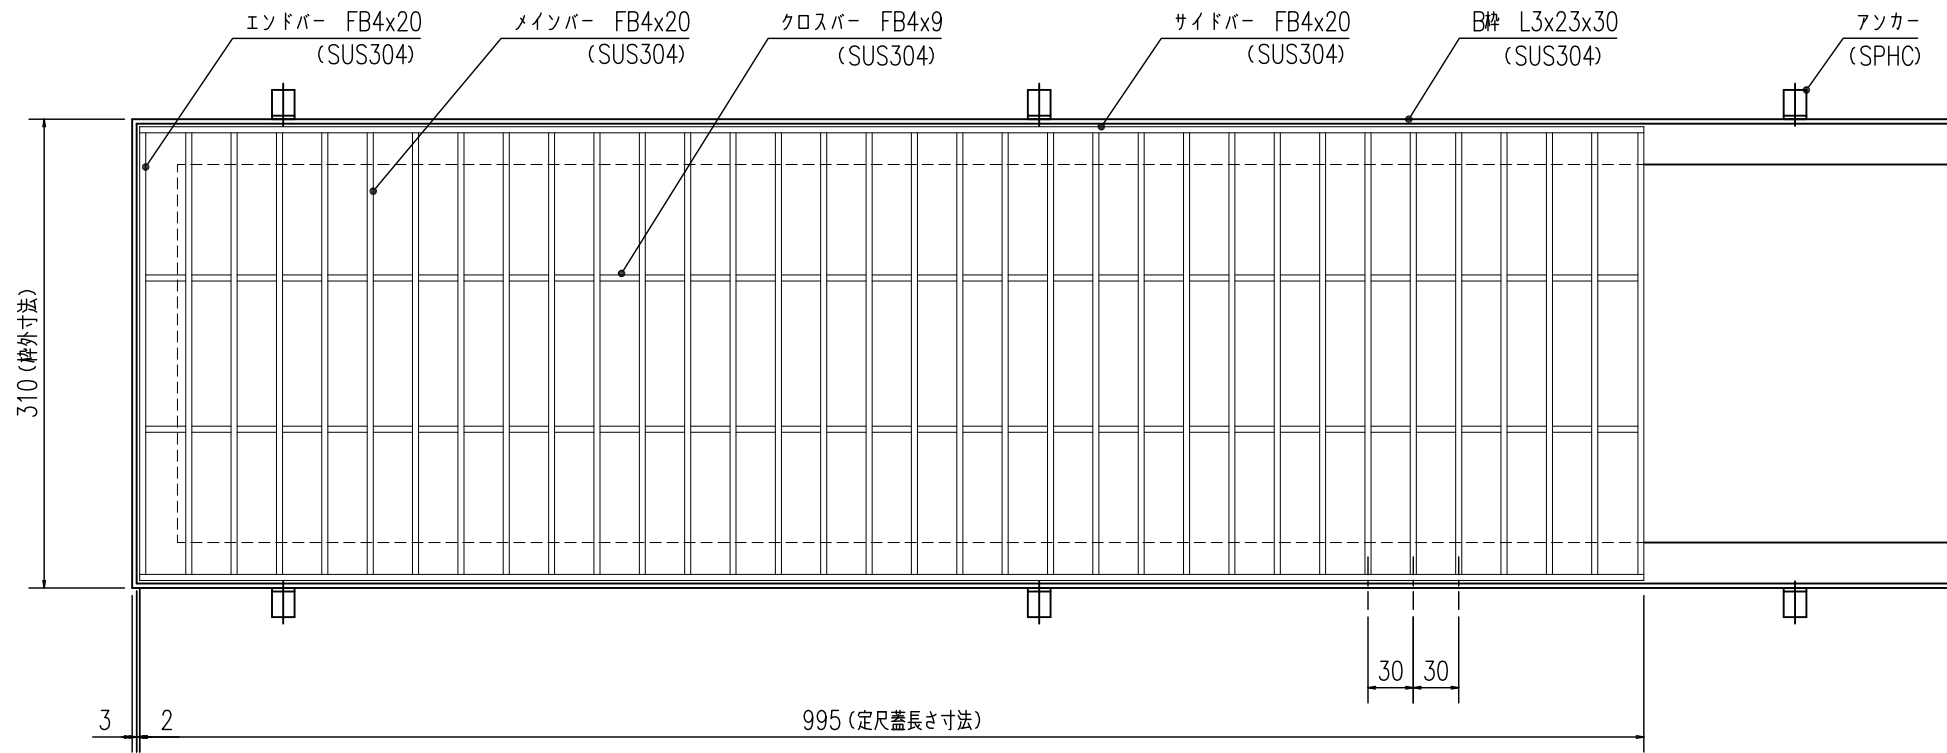 エンドバー FB4x20
(SUS304)
メインバー FB4x20
(SUS304)
クロスバー FB4x9
(SUS304)
サイドバー FB4x20
(SUS304)
B枠 L3x23x30
(SUS304)
アンカー
(SPHC)
310(枠外寸法)
30
30
3
2
995(定尺蓋長さ寸法)